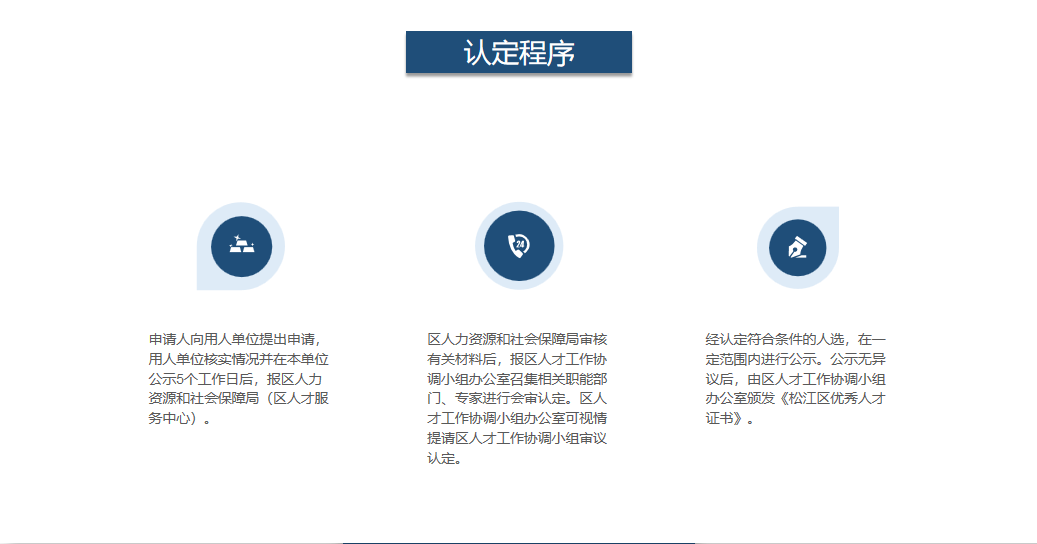 认定程序
24
申请人向用人单位提出申请，
用人单位核实情况并在本单位
公示5个工作日后，报区人力
资源和社会保障局（区人才服
务中心）。
区人力资源和社会保障局审核
有关材料后，报区人才工作协
调小组办公室召集相关职能部
门、专家进行会审认定。区人
才工作协调小组办公室可视情
提请区人才工作协调小组审议
认定。
经认定符合条件的人选，在一
定范围内进行公示。公示无异
议后，由区人才工作协调小组
办公室颁发《松江区优秀人才
证书》。